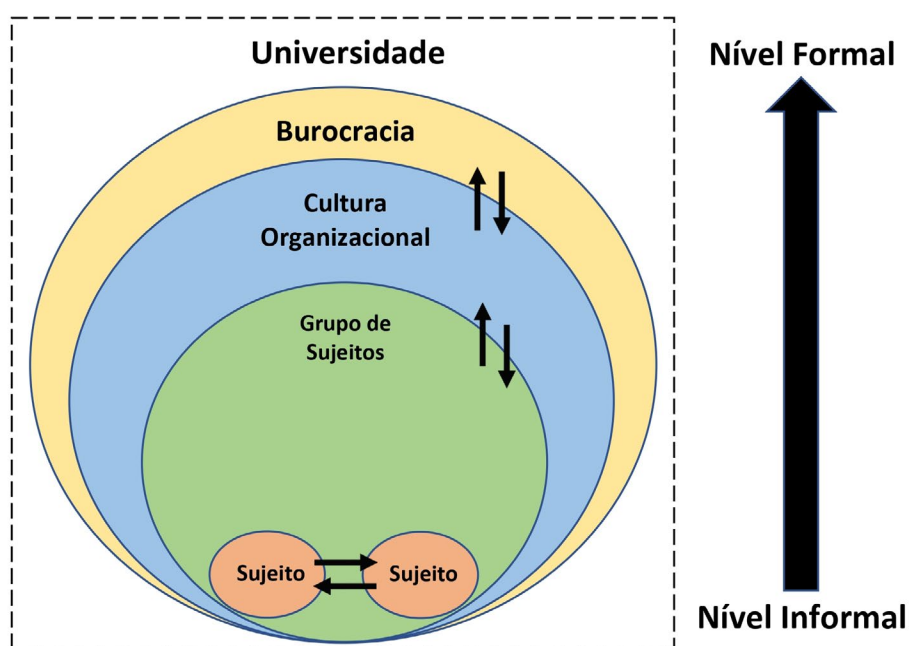 Universidade
Nível Formal
Burocracia
Cultura
Organizacional
Grupo de
Sujeitos
Sujeito
Sujeito
Nível Informal